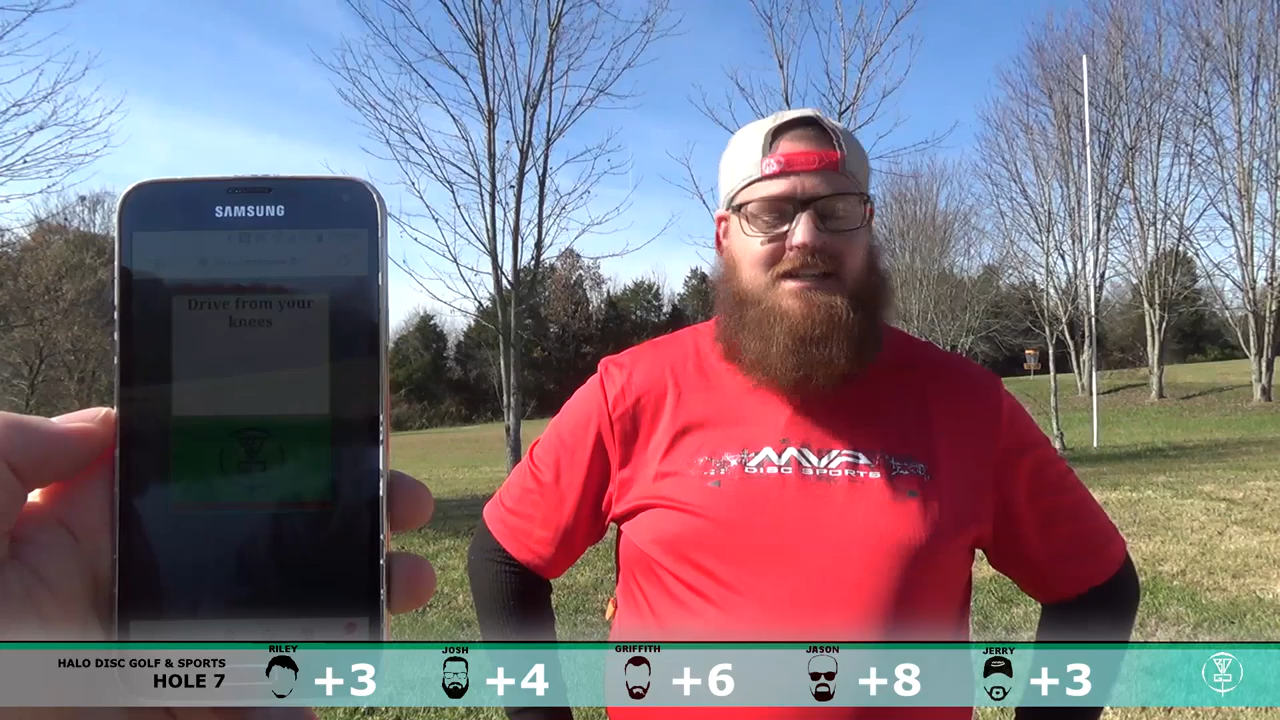 SAMSUNG
Drive from your
knees
MVP
DISC SPORTS
HALO DISC GOLF & SPORTS
HOLE 7
RILEY
+3
JOSH
+4
GRIFFITH
+6
JASON
+8
JERRY
+3